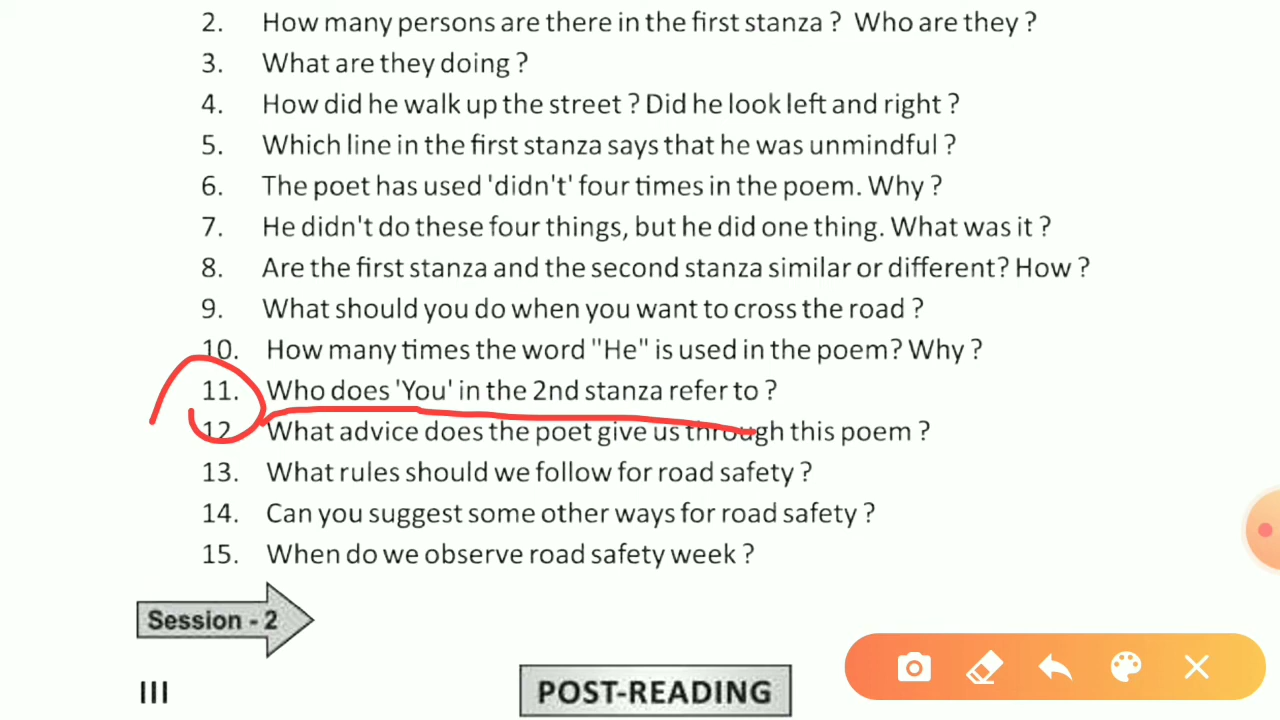 2. How many persons are there in the first stanza ? Who are they ?
3. What are they doing ?
4. How did he walk up the street ? Did he look left and right ?
5. Which line in the first stanza says that he was unmindful ?
6. The poet has used 'didn't' four times in the poem. Why ?
7. He didn't do these four things, but he did one thing. What was it ?
8. Are the first stanza and the second stanza similar or different? How ?
9. What should you do when you want to cross the road ?
10. How many times the word "He" is used in the poem? Why ?
11. Who does 'You' in the 2nd stanza refer to ?
12. What advice does the poet give us through this poem ?
13. What rules should we follow for road safety ?
14. Can you suggest some other ways for road safety ?
15. When do we observe road safety week ?
Session - 2
III POST-READING